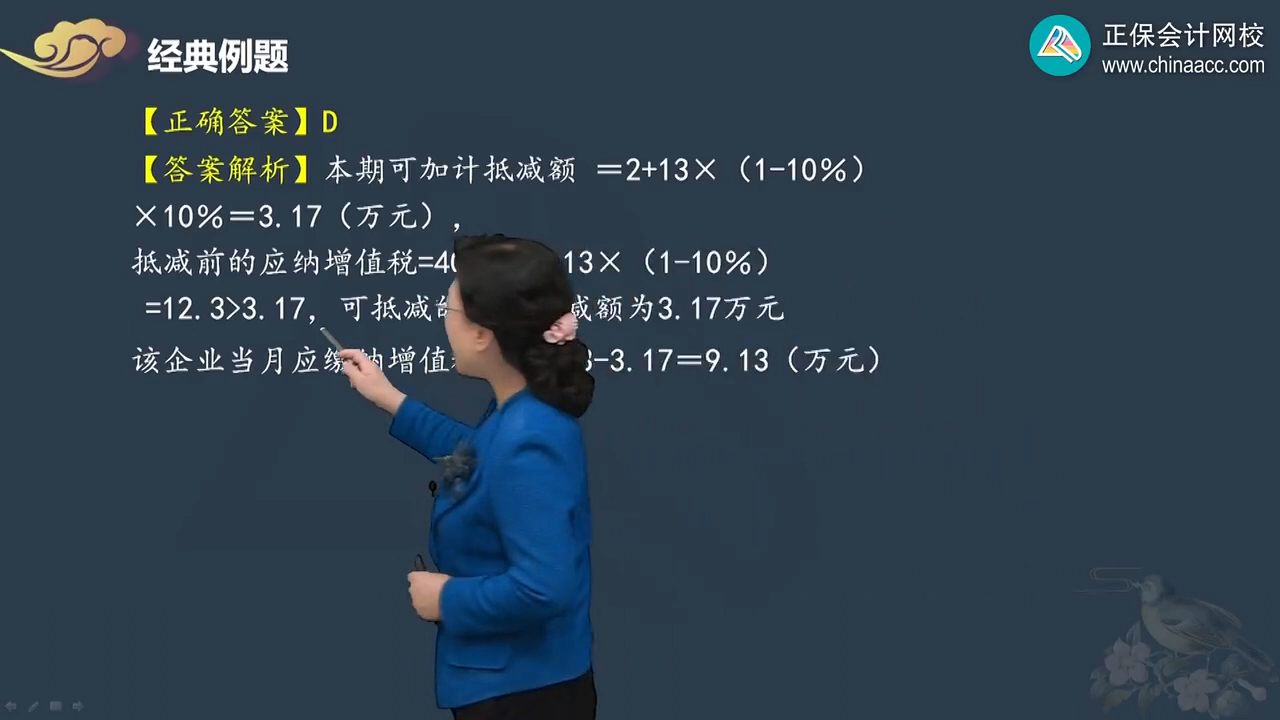 经典例题
正保会计网校
www.chinaacc.com
【正确答案】D
【答案解析】本期可加计抵减额 =2+13×(1-10%)
×10%=3.17(万元),
抵减前的应纳增值税=40 13×(1-10%)
=12.3>3.17, 可抵减 减额为3.17万元
该企业当月应缴纳增值 -3.17=9.13(万元)